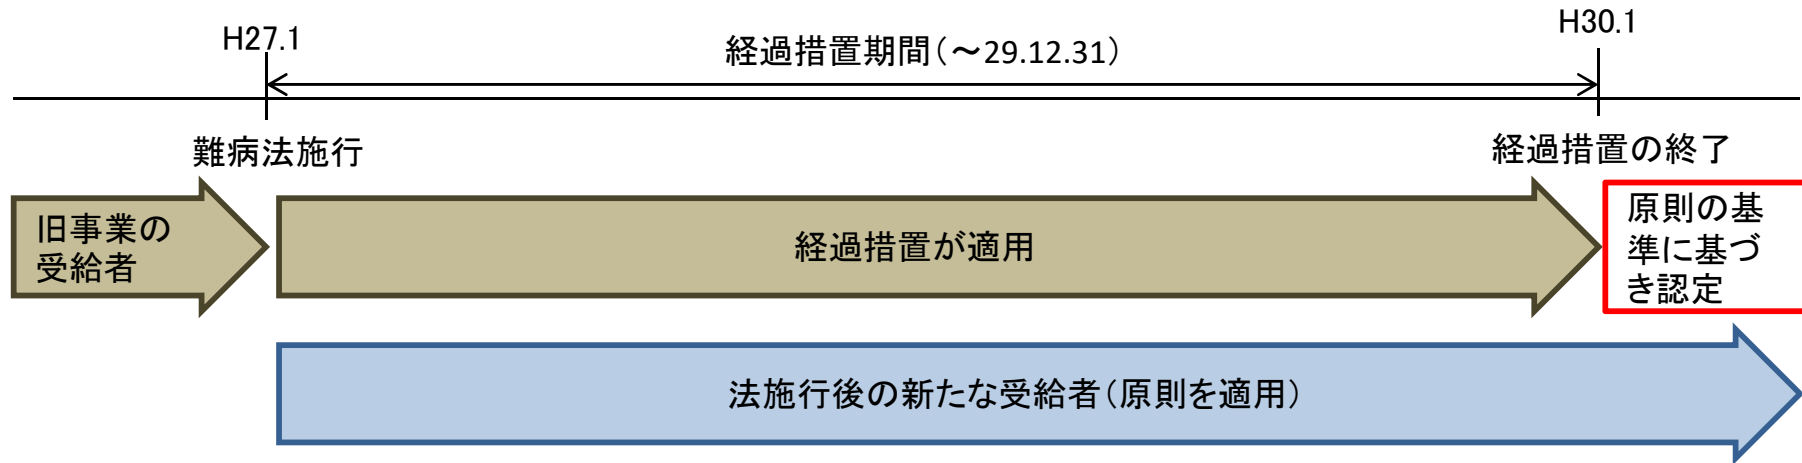 H27.1
経過措置期間(～29.12.31)
H30.1
難病法施行
経過措置の終了
旧事業の
受給者
経過措置が適用
原則の基
準に基づ
き認定
法施行後の新たな受給者(原則を適用)